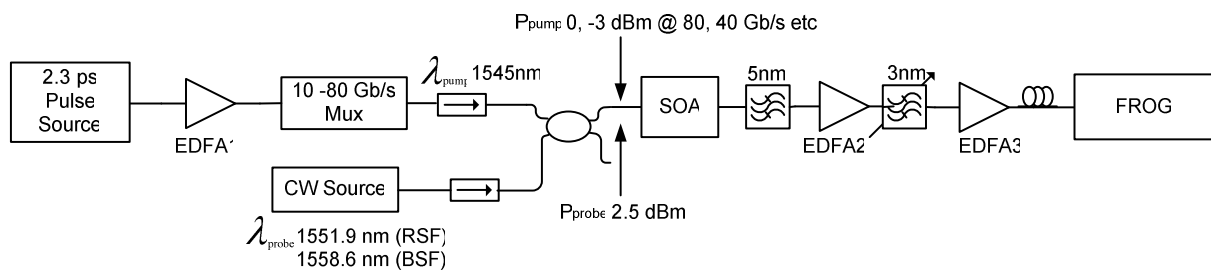 Ppump 0, -3 dBm @ 80, 40 Gb/s etc
2.3 ps
Pulse
Source
EDFA1
10 -80 Gb/s
Mux
λpump 1545nm
SOA
5nm
EDFA2
3nm
EDFA3
FROG
CW Source
Pprobe 2.5 dBm
λprobe 1551.9 nm (RSF)
1558.6 nm (BSF)